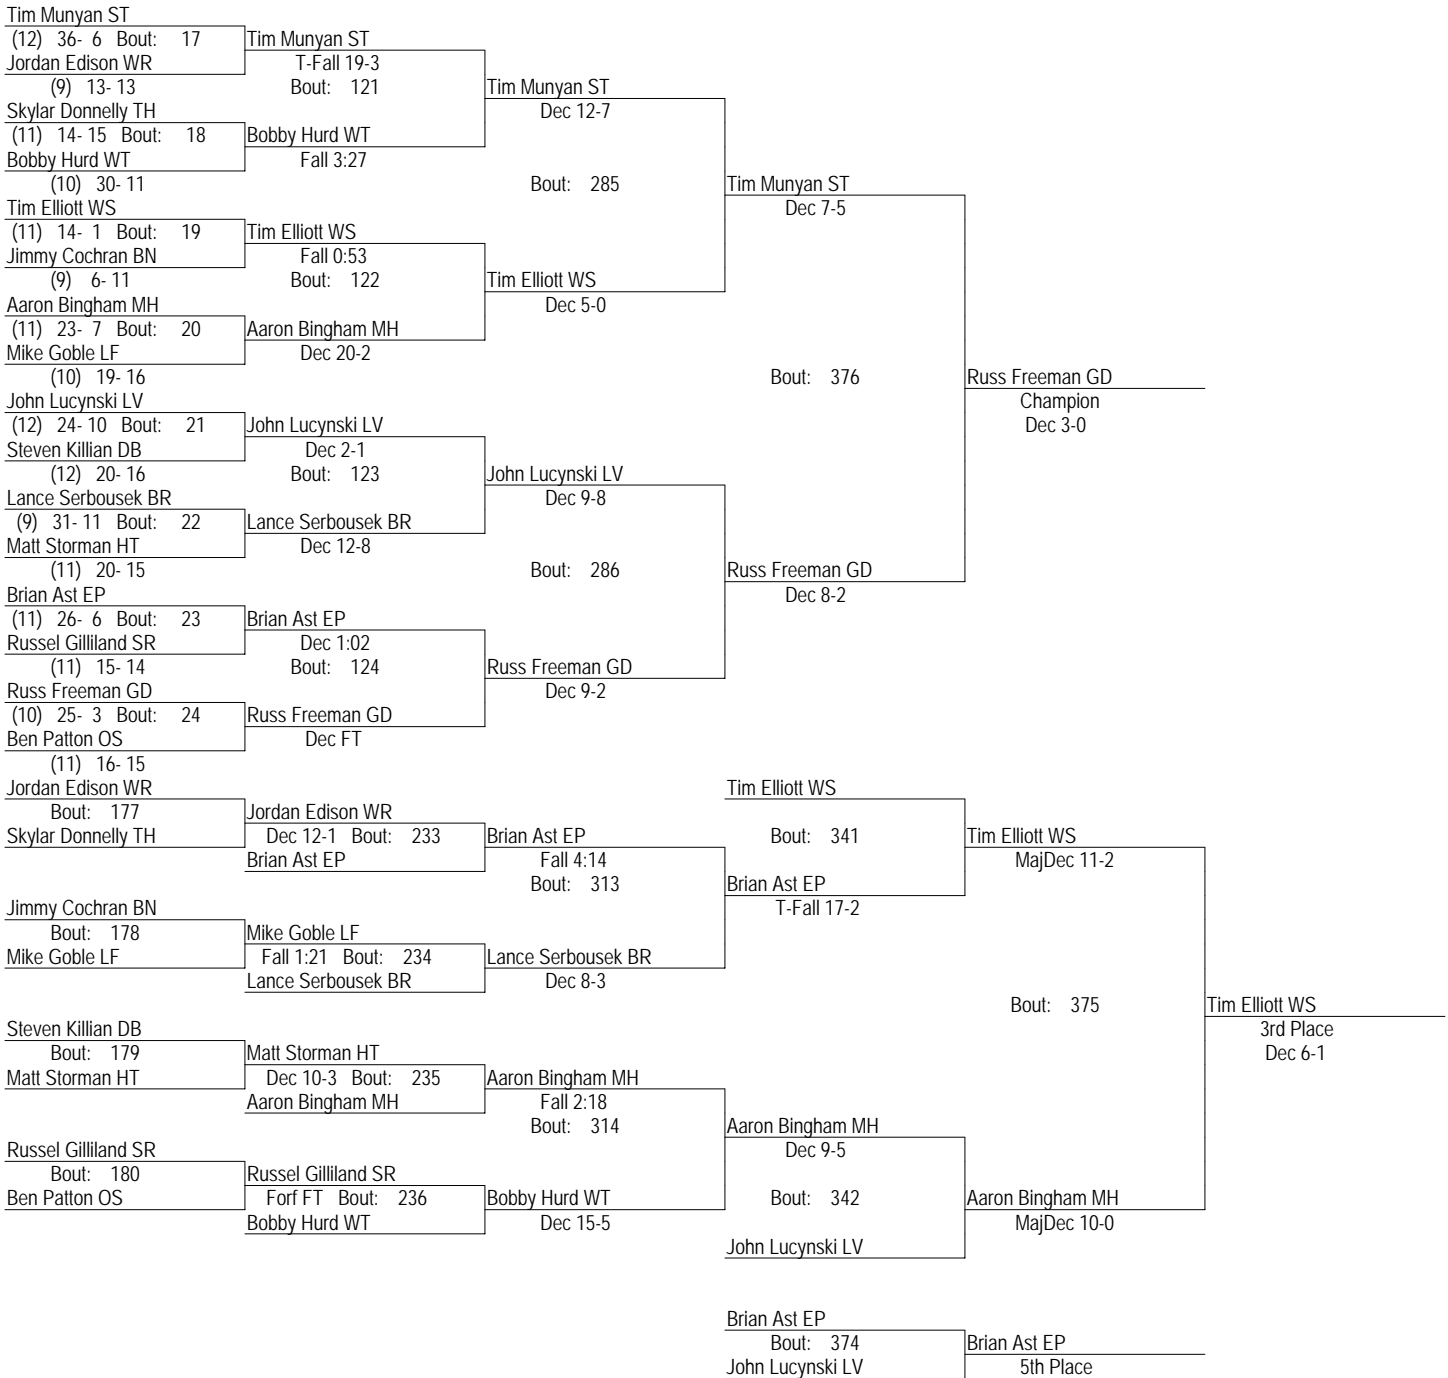 Tim Munyan ST
(12) 36- 6 Bout: 17 Tim Munyan ST
Jordan Edison WR T-Fall 19-3
(9) 13- 13 Bout: 121 Tim Munyan ST
Skylar Donnelly TH Dec 12-7
(11) 14- 15 Bout: 18 Bobby Hurd WT
Bobby Hurd WT Fall 3:27
(10) 30- 11 Bout: 285 Tim Munyan ST
Tim Elliott WS Dec 7-5
(11) 14- 1 Bout: 19 Tim Elliott WS
Jimmy Cochran BN Fall 0:53
(9) 6- 11 Bout: 122 Tim Elliott WS
Aaron Bingham MH Dec 5-0
(11) 23- 7 Bout: 20 Aaron Bingham MH
Mike Goble LF Dec 20-2
(10) 19- 16 Bout: 376 Russ Freeman GD
John Lucynski LV Champion
(12) 24- 10 Bout: 21 John Lucynski LV Dec 3-0
Steven Killian DB Dec 2-1
(12) 20- 16 Bout: 123 John Lucynski LV
Lance Serbousek BR Dec 9-8
(9) 31- 11 Bout: 22 Lance Serbousek BR
Matt Storman HT Dec 12-8
(11) 20- 15 Bout: 286 Russ Freeman GD
Brian Ast EP Dec 8-2
(11) 26- 6 Bout: 23 Brian Ast EP
Russel Gilliland SR Dec 1:02
(11) 15- 14 Bout: 124 Russ Freeman GD
Russ Freeman GD Dec 9-2
(10) 25- 3 Bout: 24 Russ Freeman GD
Ben Patton OS Dec FT
(11) 16- 15
Jordan Edison WR Tim Elliott WS
Bout: 177 Jordan Edison WR
Skylar Donnelly TH Dec 12-1 Bout: 233 Brian Ast EP Bout: 341 Tim Elliott WS
Brian Ast EP Fall 4:14 MajDec 11-2
Bout: 313 Brian Ast EP
Jimmy Cochran BN T-Fall 17-2
Bout: 178 Mike Goble LF
Mike Goble LF Fall 1:21 Bout: 234 Lance Serbousek BR
Lance Serbousek BR Dec 8-3
Bout: 375 Tim Elliott WS
Steven Killian DB 3rd Place
Bout: 179 Matt Storman HT Dec 6-1
Matt Storman HT Dec 10-3 Bout: 235 Aaron Bingham MH
Aaron Bingham MH Fall 2:18
Bout: 314 Aaron Bingham MH
Russel Gilliland SR Dec 9-5
Bout: 180 Russel Gilliland SR
Ben Patton OS Forf FT Bout: 236 Bobby Hurd WT Bout: 342 Aaron Bingham MH
Bobby Hurd WT Dec 15-5 MajDec 10-0
John Lucynski LV
Brian Ast EP
Bout: 374 Brian Ast EP
John Lucynski LV 5th Place